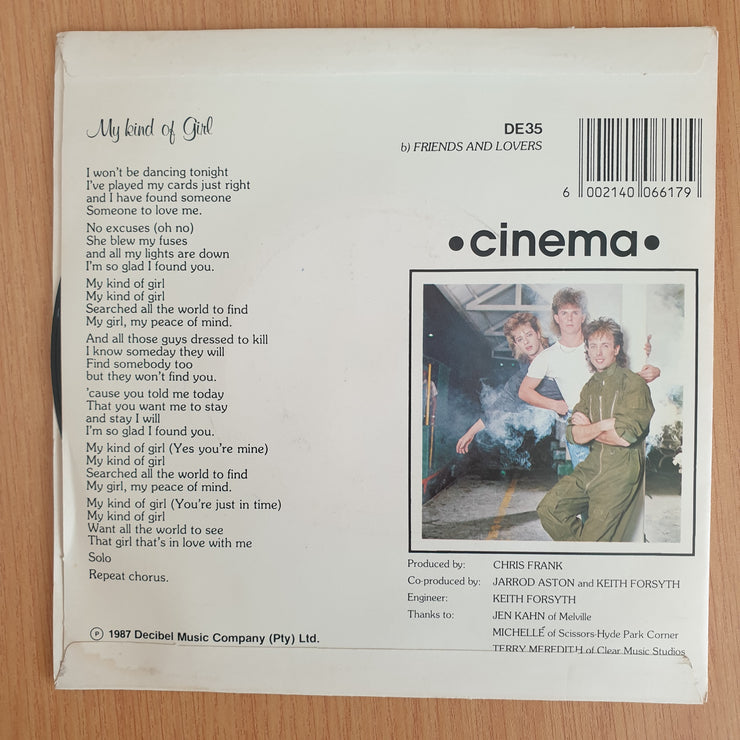 My kind of Girl
I won't be dancing tonight
I've played my cards just right
and I have found someone
Someone to love me.
No excuses (oh no)
She blew my fuses
and all my lights are down
I'm so glad I found you.
My kind of girl
My kind of girl
Searched all the world to find
My girl, my peace of mind.
And all those guys dressed to kill
I know someday they will
Find somebody too
but they won't find you.
'cause you told me today
That you want me to stay
and stay I will
I'm so glad I found you.
My kind of girl (Yes you're mine)
My kind of girl
Searched all the world to find
My girl, my peace of mind.
My kind of girl (You're just in time)
My kind of girl
Want all the world to see
That girl that's in love with me
Solo
Repeat chorus.
℗ 1987 Decibel Music Company (Pty) Ltd.
DE35
b) FRIENDS AND LOVERS
6 002140 066179
•cinema•
Produced by: CHRIS FRANK
Co-produced by: JARROD ASTON and KEITH FORSYTH
Engineer: KEITH FORSYTH
Thanks to: JEN KAHN of Melville
MICHELLÉ of Scissors-Hyde Park Corner
TERRY MEREDITH of Clear Music Studios